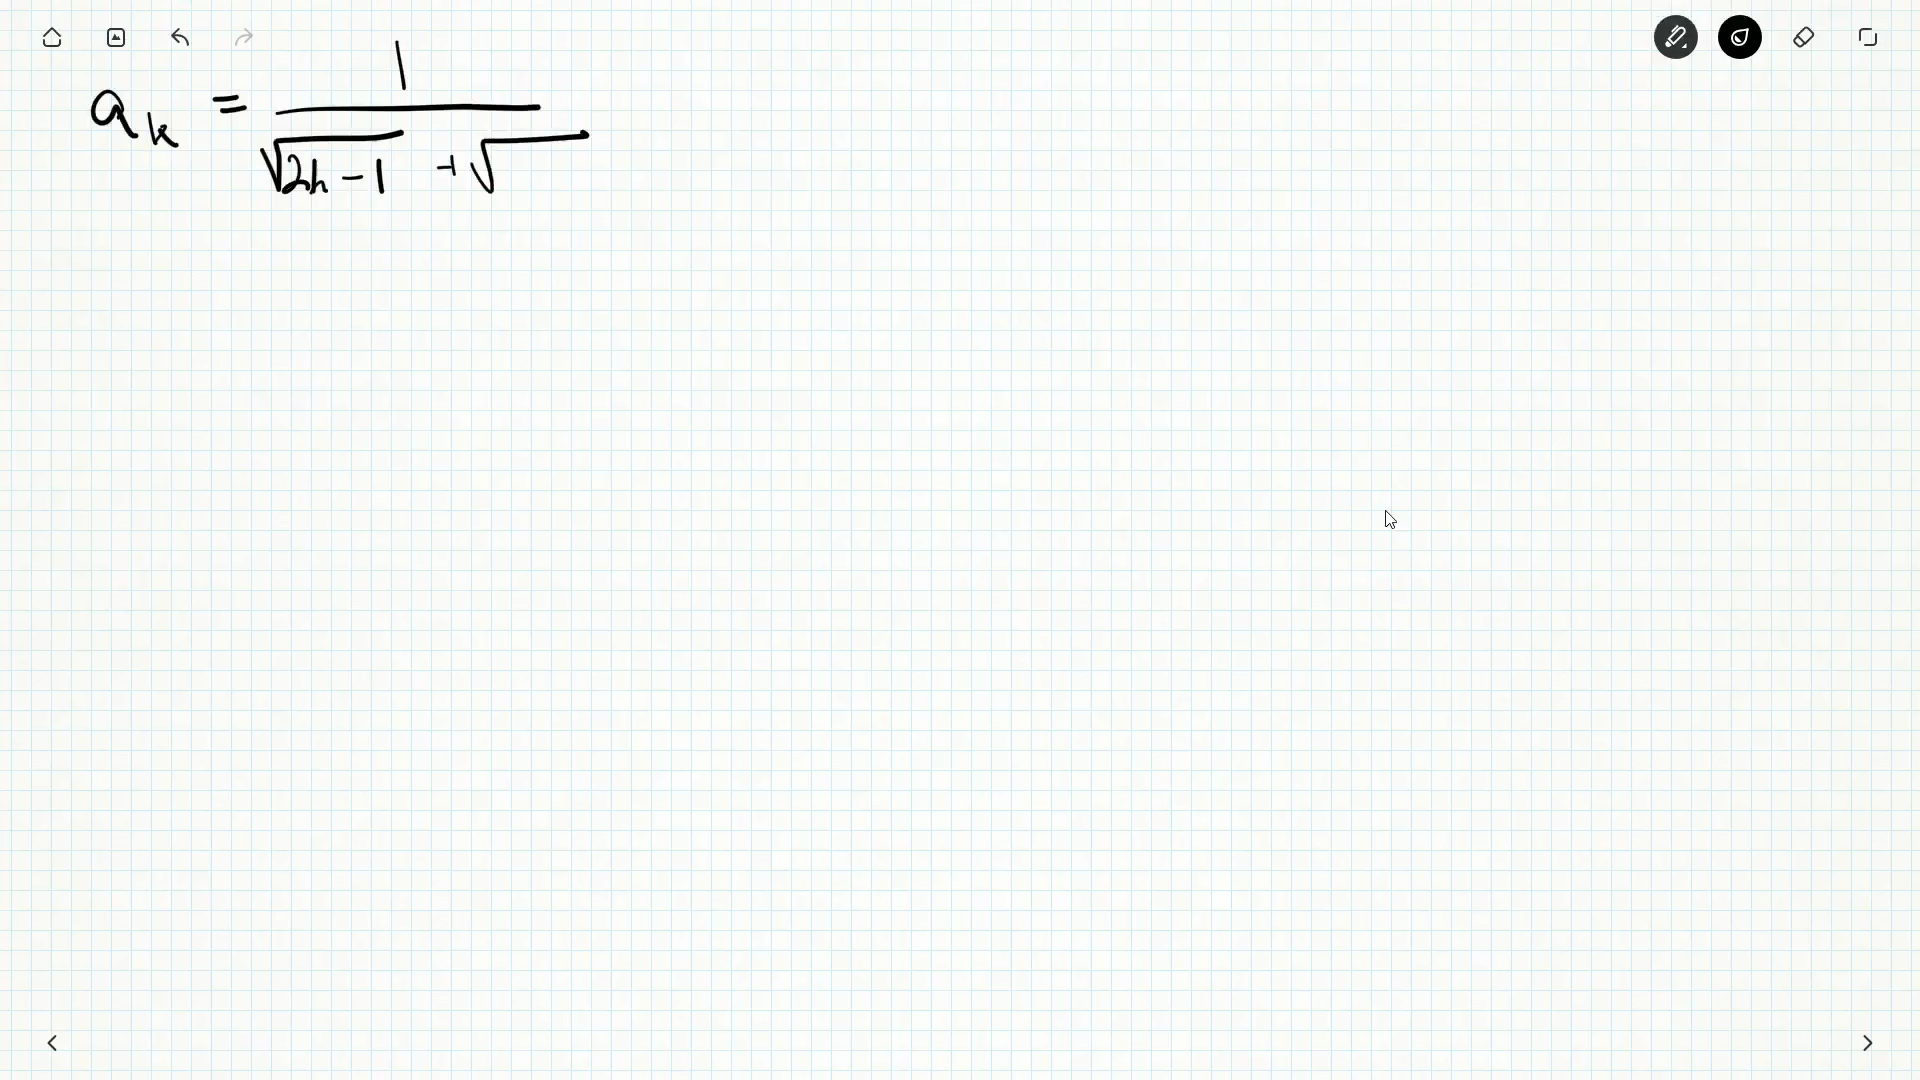 a_k = 1 / (√(2k-1) + √ )